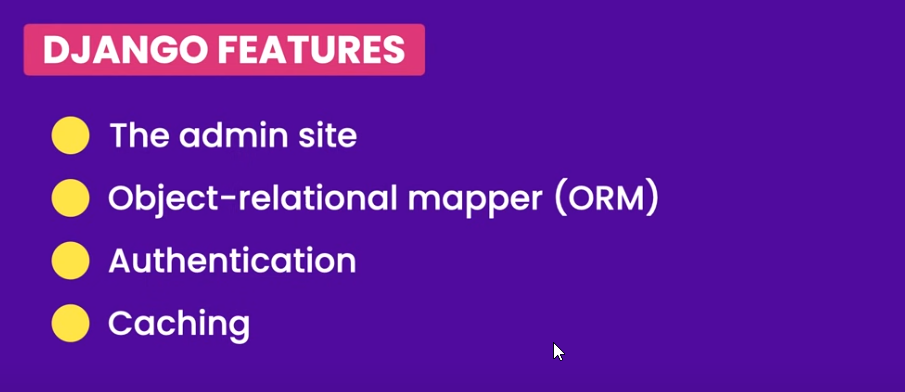 DJANGO FEATURES
The admin site
Object-relational mapper (ORM)
Authentication
Caching